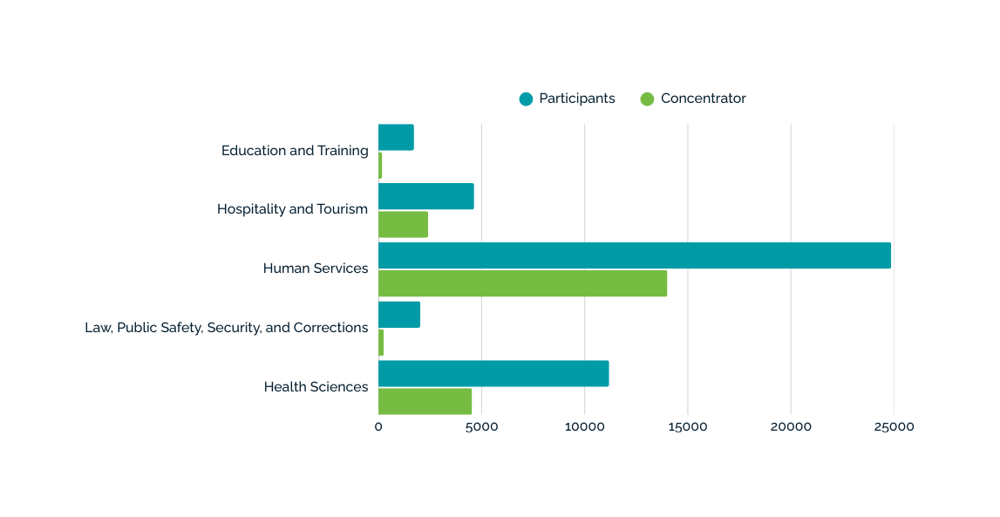 Participants
Concentrator
Education and Training
Hospitality and Tourism
Human Services
Law, Public Safety, Security, and Corrections
Health Sciences
0 5000 10000 15000 20000 25000